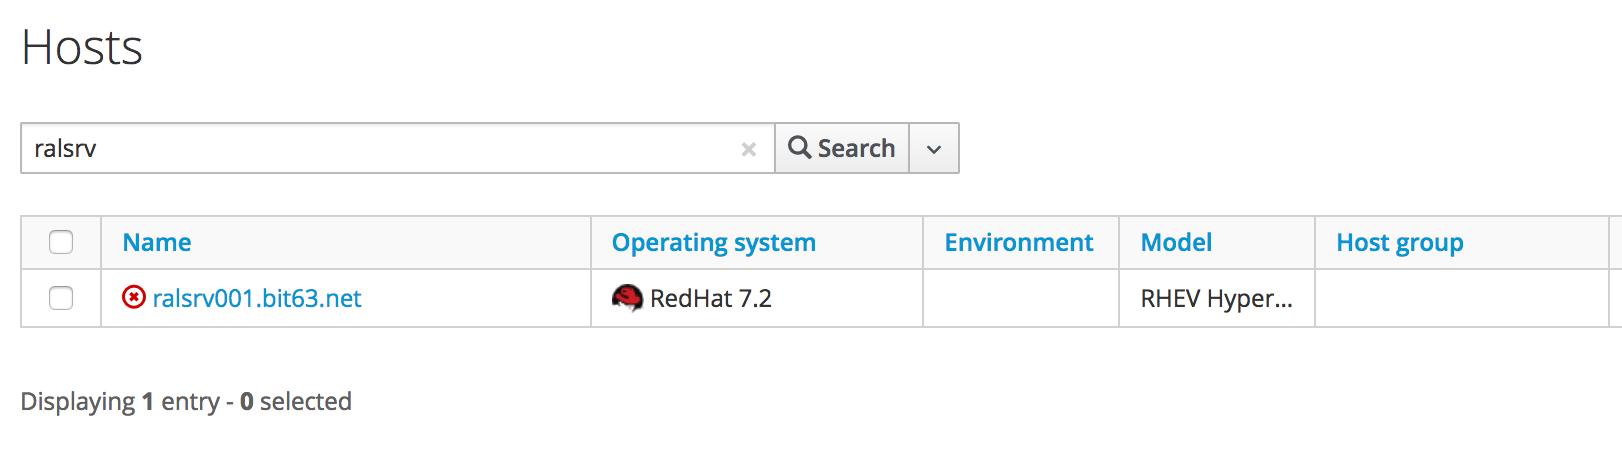 Hosts
ralsrv × Search
Name Operating system Environment Model Host group
ralsrv001.bit63.net RedHat 7.2 RHEV Hyper...
Displaying 1 entry - 0 selected